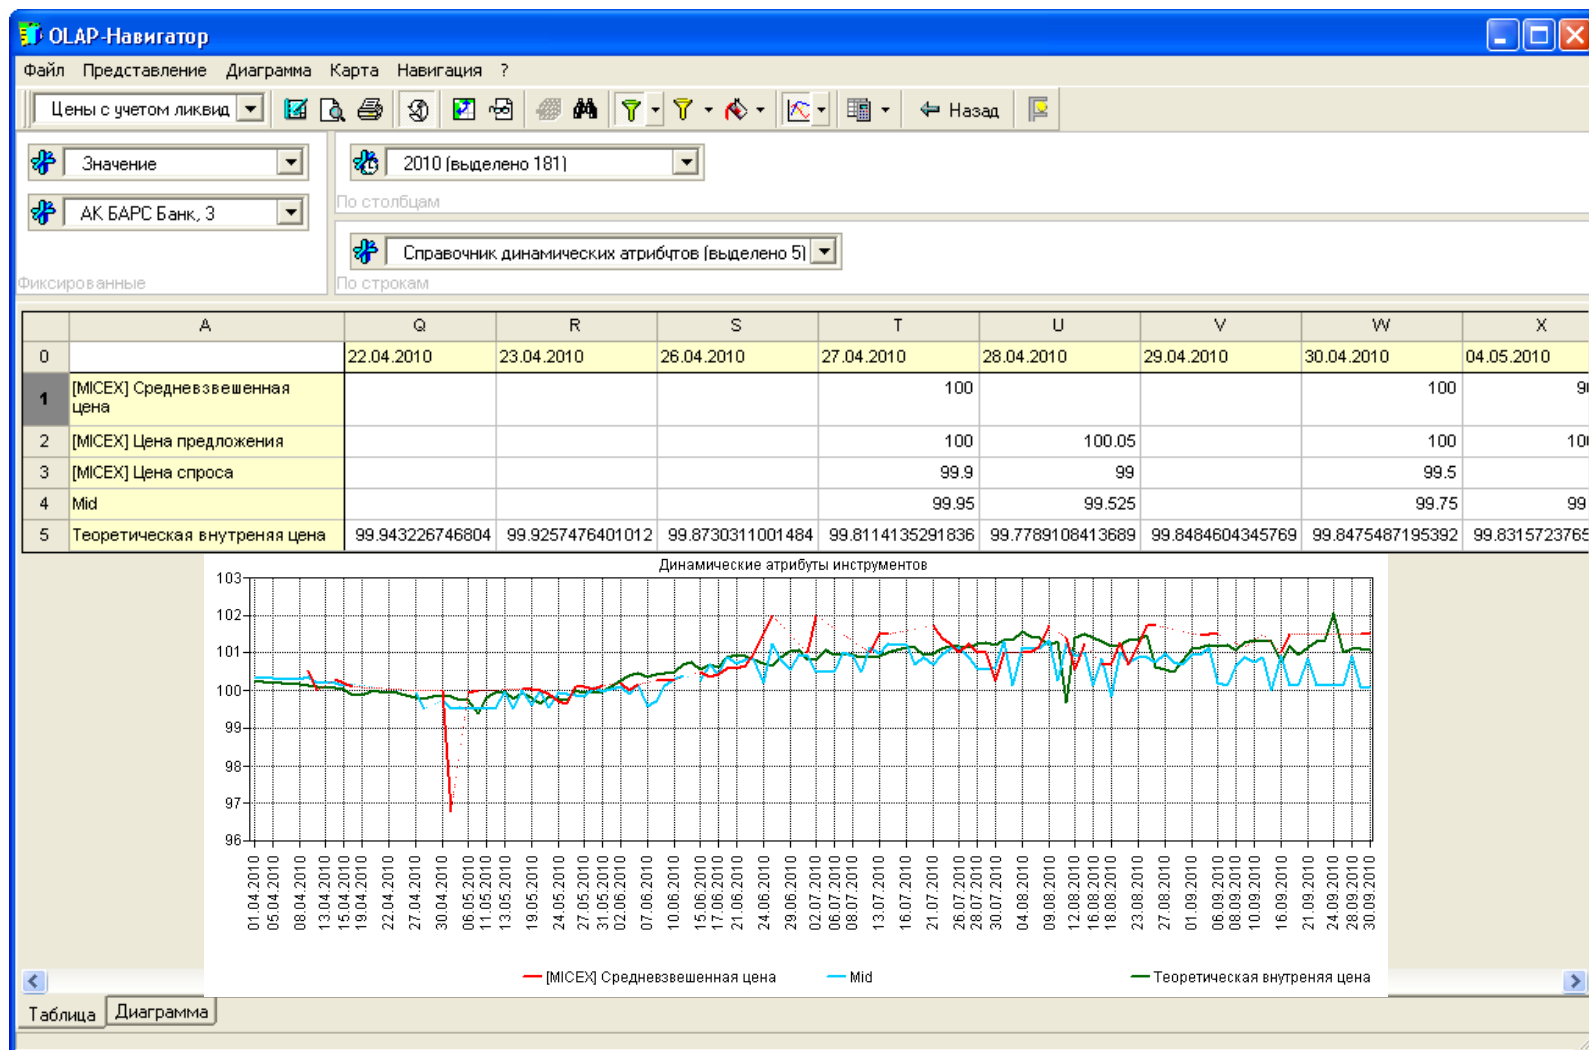 OLAP-Навигатор
Файл Представление Диаграмма Карта Навигация ?
Цены с учетом ликвид Назад
Значение 2010 (выделено 181)
АК БАРС Банк, 3 По столбцам
Справочник динамических атрибутов (выделено 5)
Фиксированные По строкам
A Q R S T U V W X
0 22.04.2010 23.04.2010 26.04.2010 27.04.2010 28.04.2010 29.04.2010 30.04.2010 04.05.2010
1 [MICEX] Средневзвешенная цена 100 100
2 [MICEX] Цена предложения 100 100.05 100
3 [MICEX] Цена спроса 99.9 99 99.5
4 Mid 99.95 99.525 99.75 99
5 Теоретическая внутреняя цена 99.943226746804 99.92574764010​12 99.8730311001484 99.8114135291836 99.7789108413689 99.8484604345769 99.8475487195392 99.8315723765
Динамические атрибуты инструментов
103
102
101
100
99
98
97
96
01.04.2010 05.04.2010 08.04.2010 13.04.2010 15.04.2010 19.04.2010 22.04.2010 27.04.2010 30.04.2010 06.05.2010 11.05.2010 13.05.2010 19.05.2010 24.05.2010 27.05.2010 31.05.2010 02.06.2010 07.06.2010 10.06.2010 15.06.2010 17.06.2010 21.06.2010 24.06.2010 29.06.2010 02.07.2010 06.07.2010 08.07.2010 13.07.2010 16.07.2010 21.07.2010 26.07.2010 28.07.2010 30.07.2010 04.08.2010 09.08.2010 12.08.2010 16.08.2010 18.08.2010 23.08.2010 27.08.2010 01.09.2010 06.09.2010 08.09.2010 10.09.2010 16.09.2010 21.09.2010 24.09.2010 28.09.2010 30.09.2010
[MICEX] Средневзвешенная цена Mid Теоретическая внутреняя цена
Таблица Диаграмма